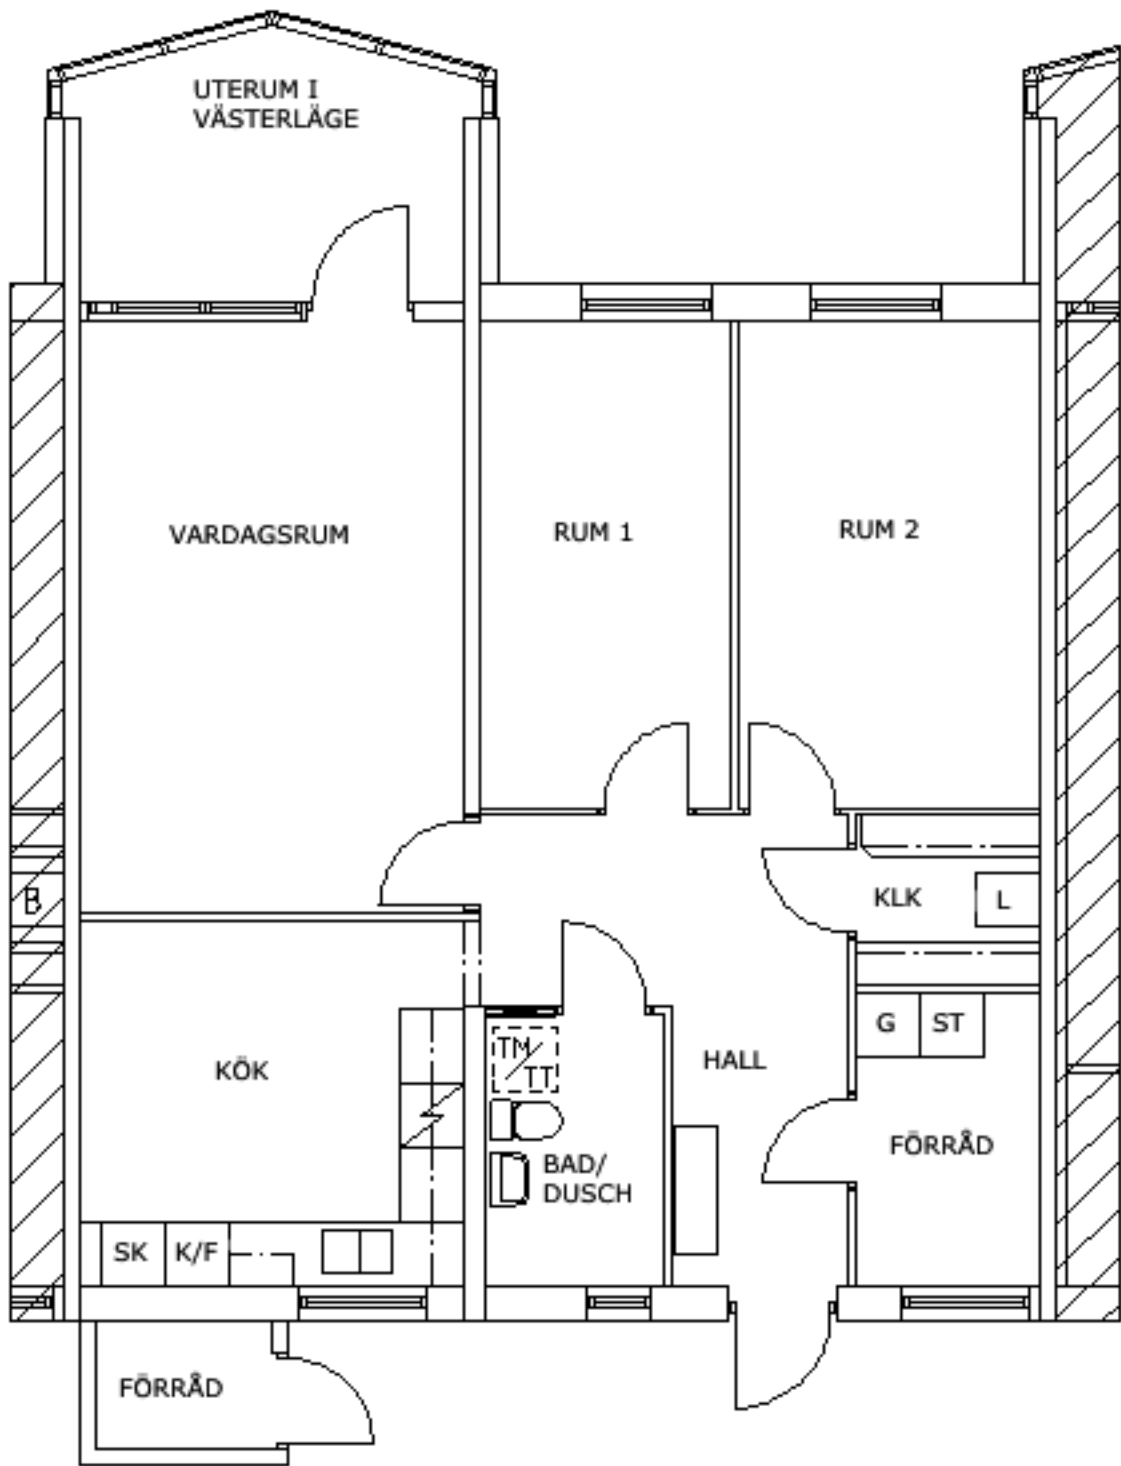 UTERUM I
VÄSTERLÄGE
VARDAGSRUM
RUM 1
RUM 2
B
KLK
L
G
ST
TM/
TT
KÖK
HALL
BAD/
DUSCH
FÖRRÅD
SK
K/F
FÖRRÅD